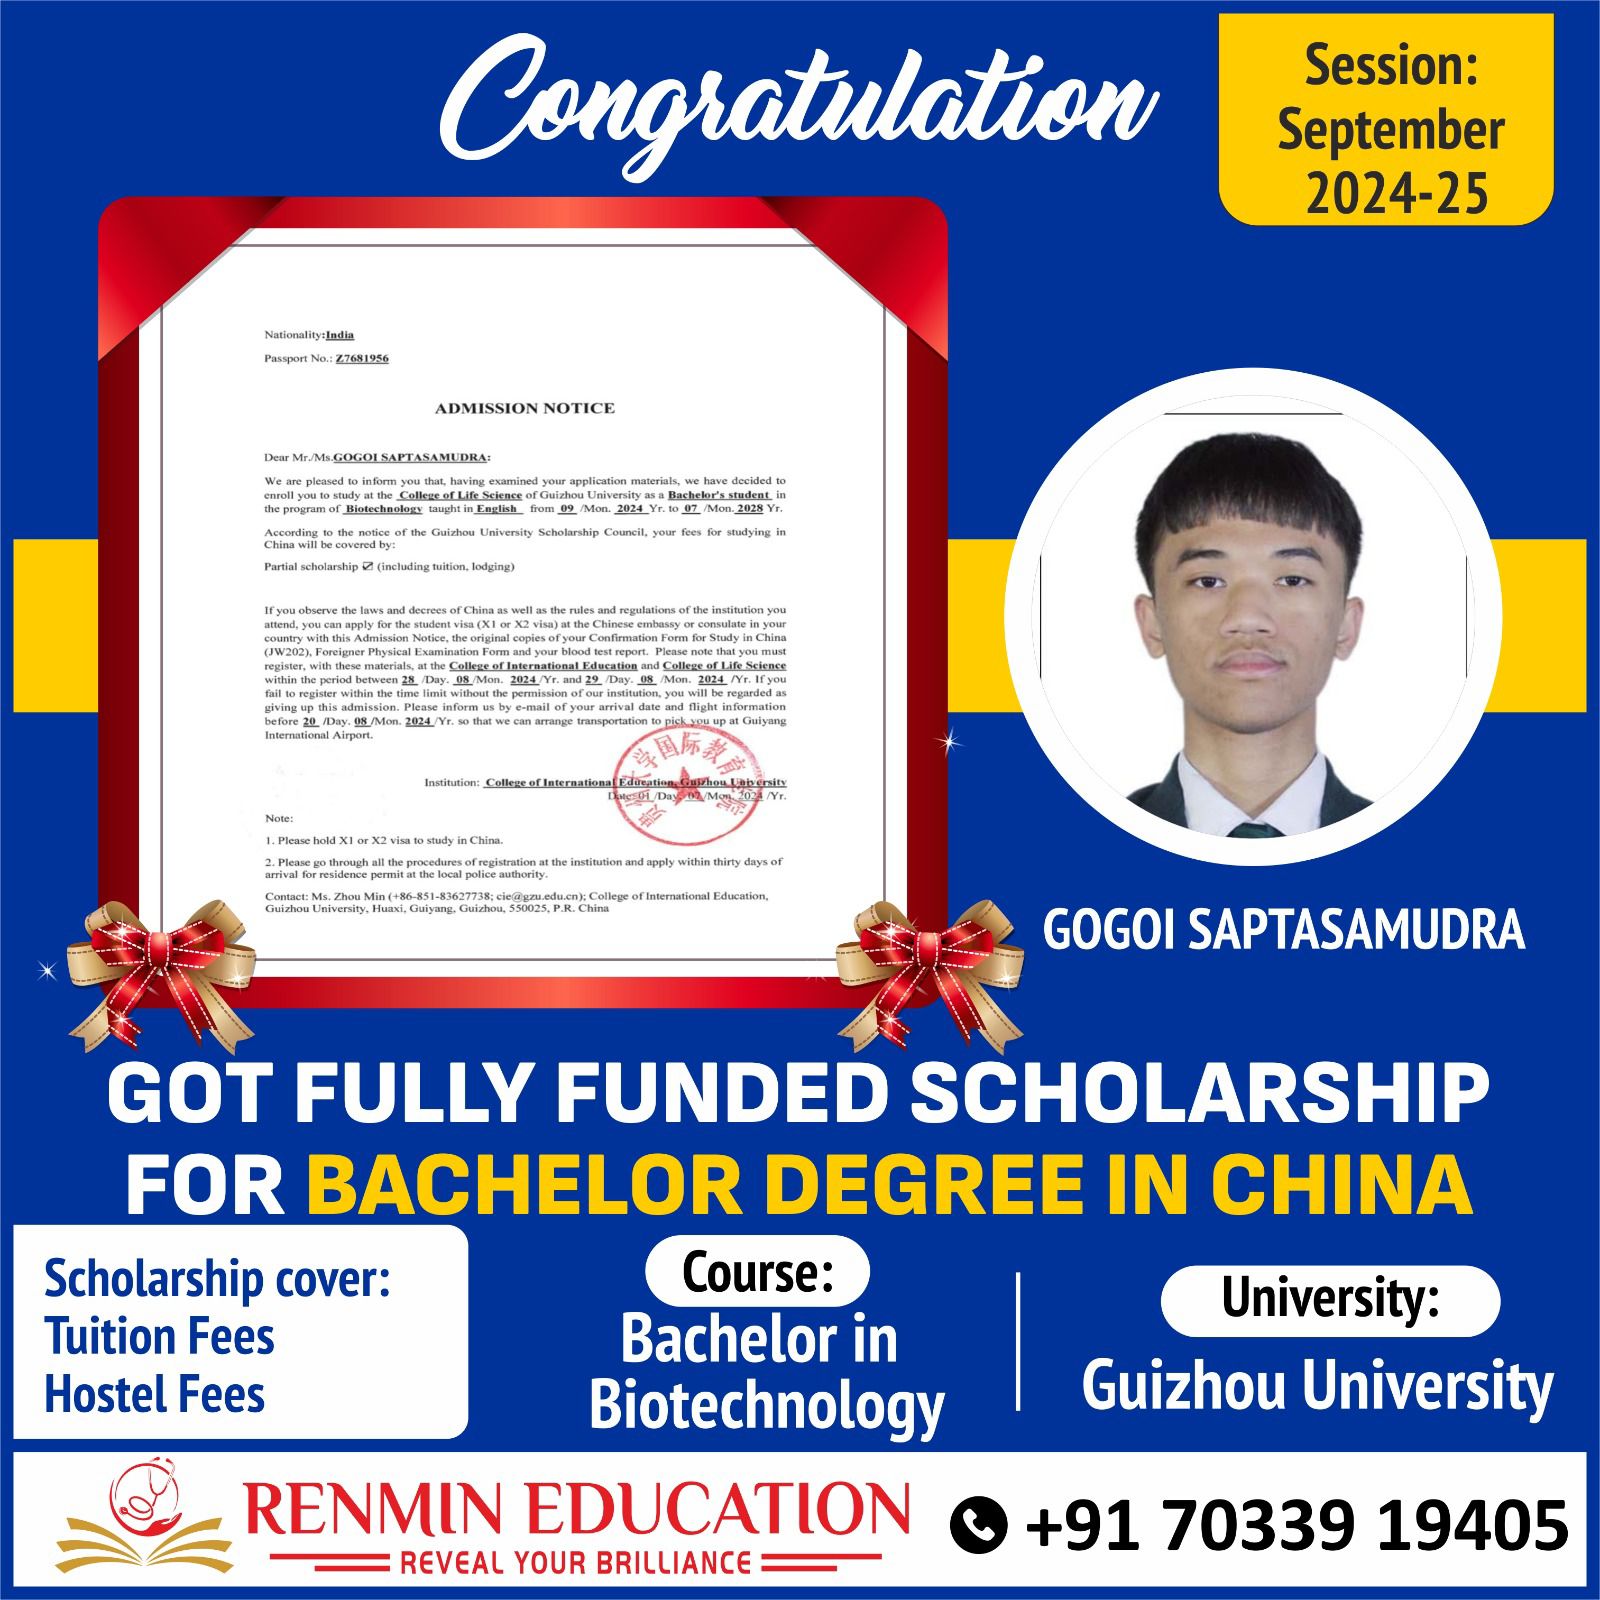 Congratulation
Session:
September
2024-25
Nationality:India
Passport No.: Z7681956
ADMISSION NOTICE
Dear Mr./Ms.GOGOI SAPTASAMUDRA:
We are pleased to inform you that, having examined your application materials, we have decided to
enroll you to study at the College of Life Science of Guizhou University as a Bachelor's student in
the program of Biotechnology taught in English from 09 /Mon. 2024 Yr. to 07 /Mon. 2028 Yr.
According to the notice of the Guizhou University Scholarship Council, your fees for studying in
China will be covered by:
Partial scholarship ☑ (including tuition, lodging)
If you observe the laws and decrees of China as well as the rules and regulations of the institution you
attend, you can apply for the student visa (X1 or X2 visa) at the Chinese embassy or consulate in your
country with this Admission Notice, the original copies of your Confirmation Form for Study in China
(JW202), Foreigner Physical Examination Form and your blood test report. Please note that you must
register, with these materials, at the College of International Education and College of Life Science
within the period between 28 /Day. 08 /Mon. 2024 /Yr. and 29 /Day. 08 /Mon. 2024 /Yr. If you
fail to register within the time limit without the permission of our institution, you will be regarded as
giving up this admission. Please inform us by e-mail of your arrival date and flight information
before 20 /Day. 08 /Mon. 2024 /Yr. so that we can arrange transportation to pick you up at Guiyang
International Airport.
Institution: College of International Education, Guizhou University
Date: 01 /Day. 07 /Mon. 2024 /Yr.
大学国际教育学院
Note:
1. Please hold X1 or X2 visa to study in China.
2. Please go through all the procedures of registration at the institution and apply within thirty days of
arrival for residence permit at the local police authority.
Contact: Ms. Zhou Min (+86-851-83627738; cie@gzu.edu.cn); College of International Education,
Guizhou University, Huaxi, Guiyang, Guizhou, 550025, P.R. China
GOGOI SAPTASAMUDRA
GOT FULLY FUNDED SCHOLARSHIP
FOR BACHELOR DEGREE IN CHINA
Scholarship cover:
Tuition Fees
Hostel Fees
Course:
Bachelor in
Biotechnology
University:
Guizhou University
RENMIN EDUCATION
REVEAL YOUR BRILLIANCE
+91 70339 19405